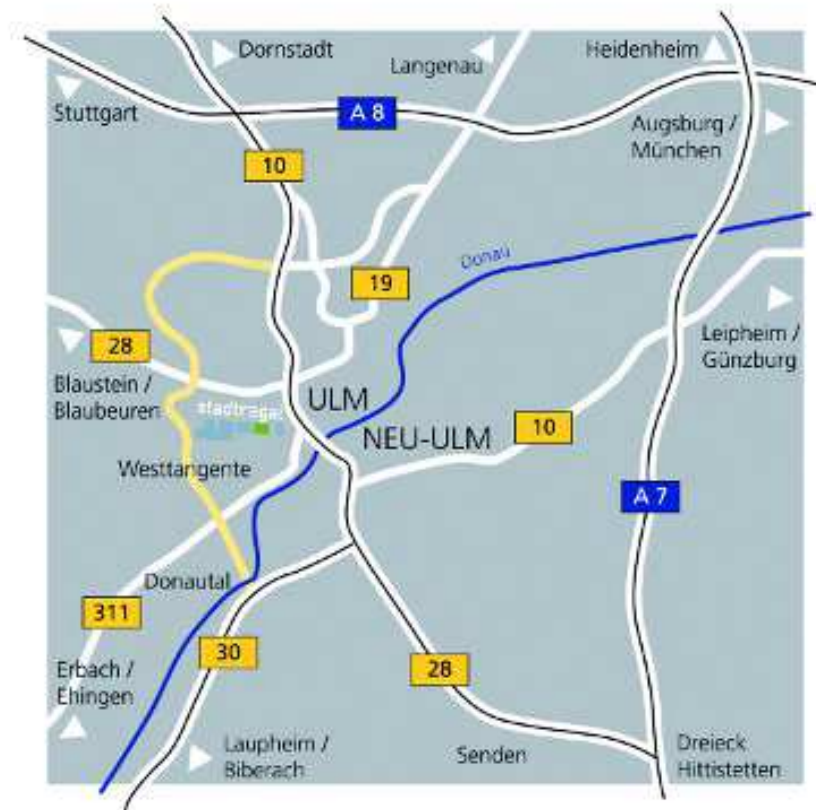 Dornstadt
Langenau
Heidenheim
Stuttgart
A 8
Augsburg /
München
10
Donau
19
28
Leipheim /
Günzburg
Blaustein /
Blaubeuren
stadtregal
ULM
NEU-ULM
10
Westtangente
A 7
Donautal
311
30
28
Erbach /
Ehingen
Laupheim /
Biberach
Senden
Dreieck
Hittistetten